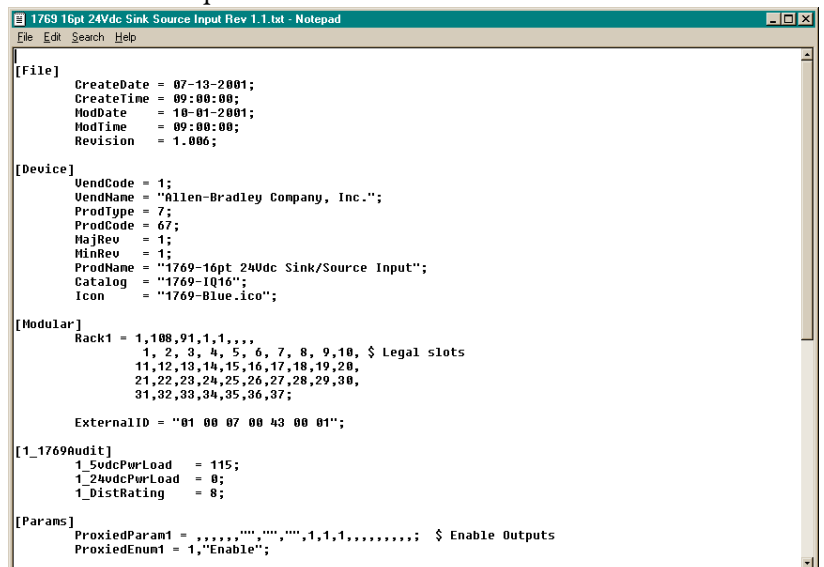 1769 16pt 24Vdc Sink Source Input Rev 1.1.txt - Notepad
File Edit Search Help
[File]
CreateDate = 07-13-2001;
CreateTime = 09:00:00;
ModDate = 10-01-2001;
ModTime = 09:00:00;
Revision = 1.006;
[Device]
VendCode = 1;
VendName = "Allen-Bradley Company, Inc.";
ProdType = 7;
ProdCode = 67;
MajRev = 1;
MinRev = 1;
ProdName = "1769-16pt 24Vdc Sink/Source Input";
Catalog = "1769-IQ16";
Icon = "1769-Blue.ico";
[Modular]
Rack1 = 1,108,91,1,1,,,,
1, 2, 3, 4, 5, 6, 7, 8, 9,10, $ Legal slots
11,12,13,14,15,16,17,18,19,20,
21,22,23,24,25,26,27,28,29,30,
31,32,33,34,35,36,37;
ExternalID = "01 00 07 00 43 00 01";
[1_1769Audit]
1_5vdcPwrLoad = 115;
1_24vdcPwrLoad = 0;
1_DistRating = 8;
[Params]
ProxiedParam1 = ,,,,,,"","","",1,1,1,,,,,,,,,; $ Enable Outputs
ProxiedEnum1 = 1,"Enable";